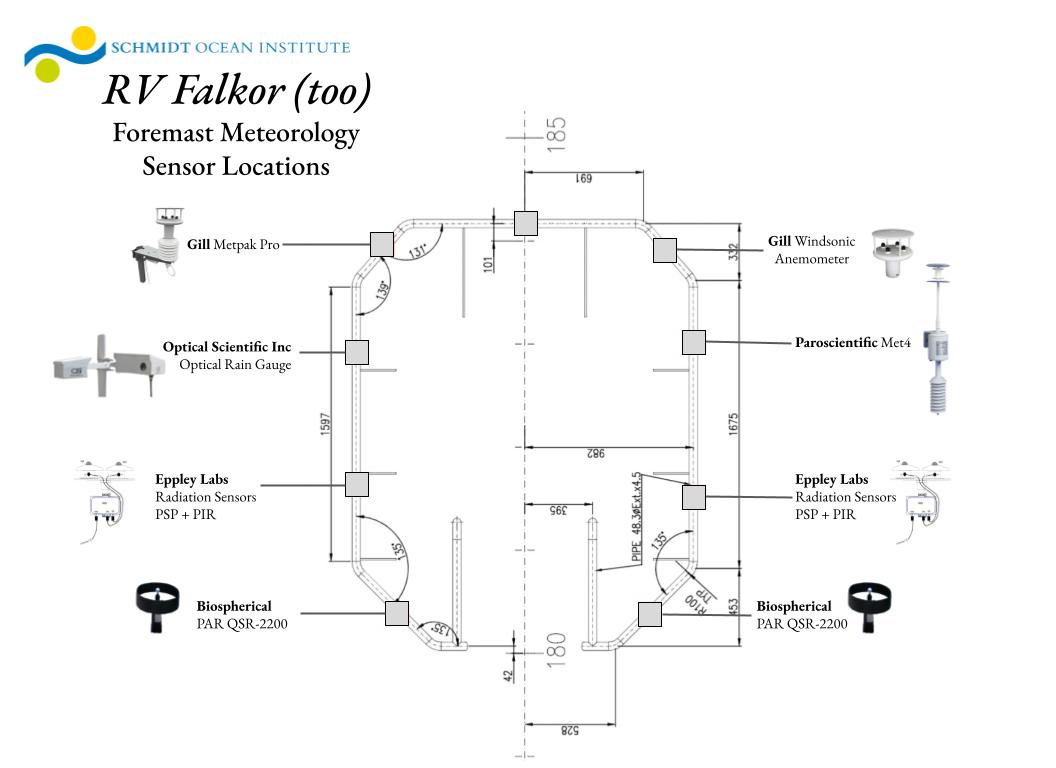 SCHMIDT OCEAN INSTITUTE
RV Falkor (too)
Foremast Meteorology
Sensor Locations
185
691
Gill Metpak Pro
131°
101
139°
332
Gill Windsonic
Anemometer
Optical Scientific Inc
Optical Rain Gauge
Paroscientific Met4
1597
1675
982
Eppley Labs
Radiation Sensors
PSP + PIR
395
PIPE 48.3øExt.x4.5
Eppley Labs
Radiation Sensors
PSP + PIR
135°
135°
R100
TYP
453
Biospherical
PAR QSR-2200
Biospherical
PAR QSR-2200
135°
180
42
528